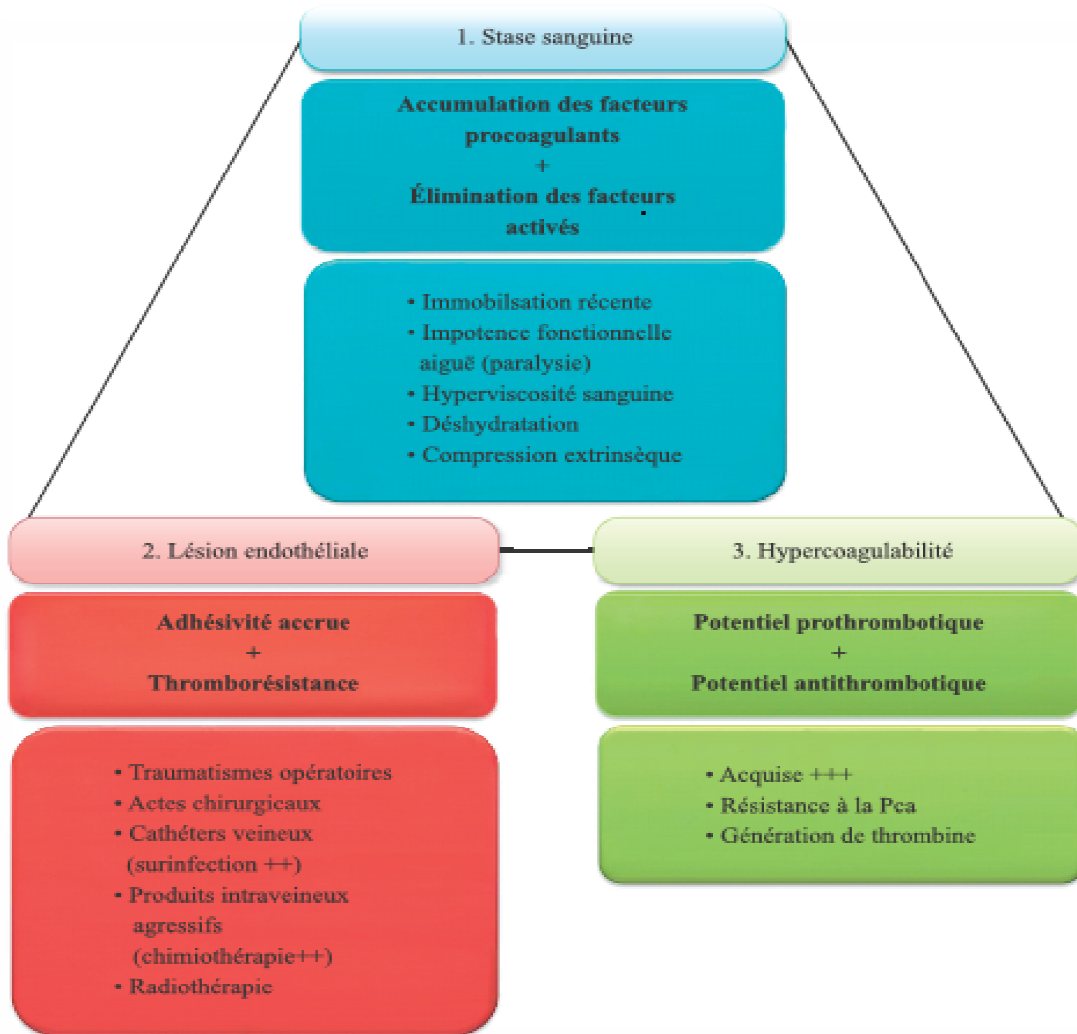 1. Stase sanguine
Accumulation des facteurs
procoagulants
+
Élimination des facteurs
activés
• Immobilsation récente
• Impotence fonctionnelle
aiguë (paralysie)
• Hyperviscosité sanguine
• Déshydratation
• Compression extrinsèque
2. Lésion endothéliale
Adhésivité accrue
+
Thromborésistance
• Traumatismes opératoires
• Actes chirurgicaux
• Cathéters veineux
(surinfection ++)
• Produits intraveineux
agressifs
(chimiothérapie++)
• Radiothérapie
3. Hypercoagulabilité
Potentiel prothrombotique
+
Potentiel antithrombotique
• Acquise +++
• Résistance à la Pca
• Génération de thrombine